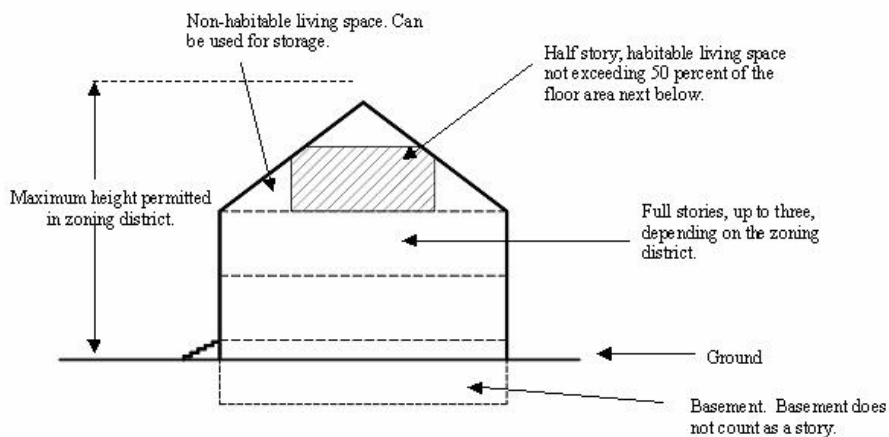 Non-habitable living space. Can
be used for storage.
Half story, habitable living space
not exceeding 50 percent of the
floor area next below.
Maximum height permitted
in zoning district.
Full stories, up to three,
depending on the zoning
district.
Ground
Basement. Basement does
not count as a story.